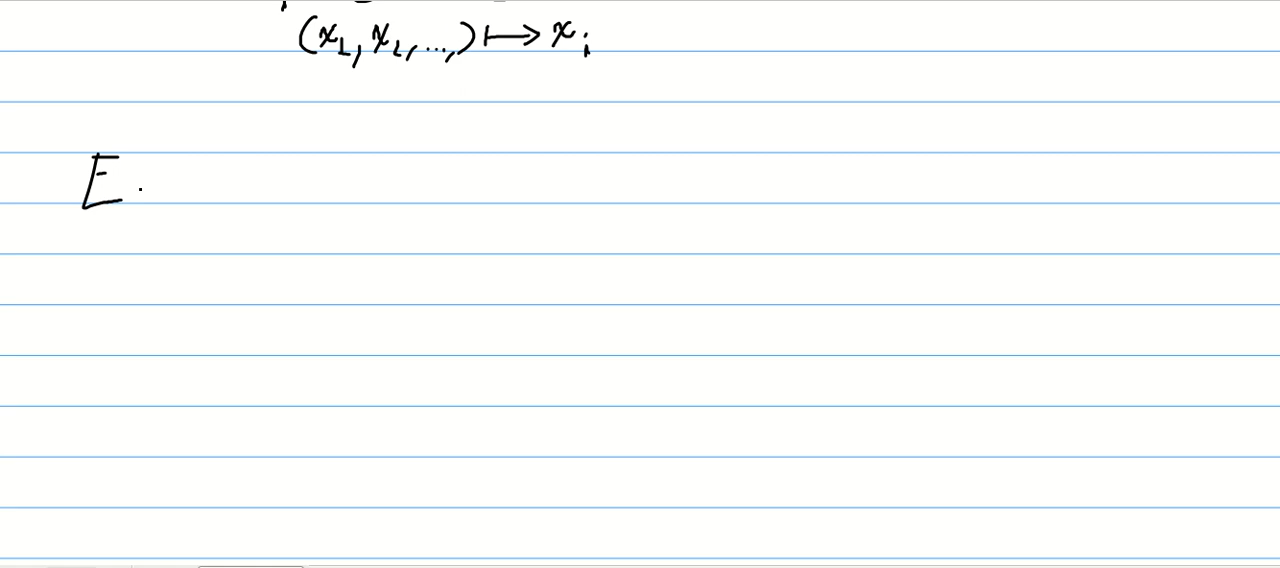 (x₁, x₂, ...,) ↦ xᵢ
E.